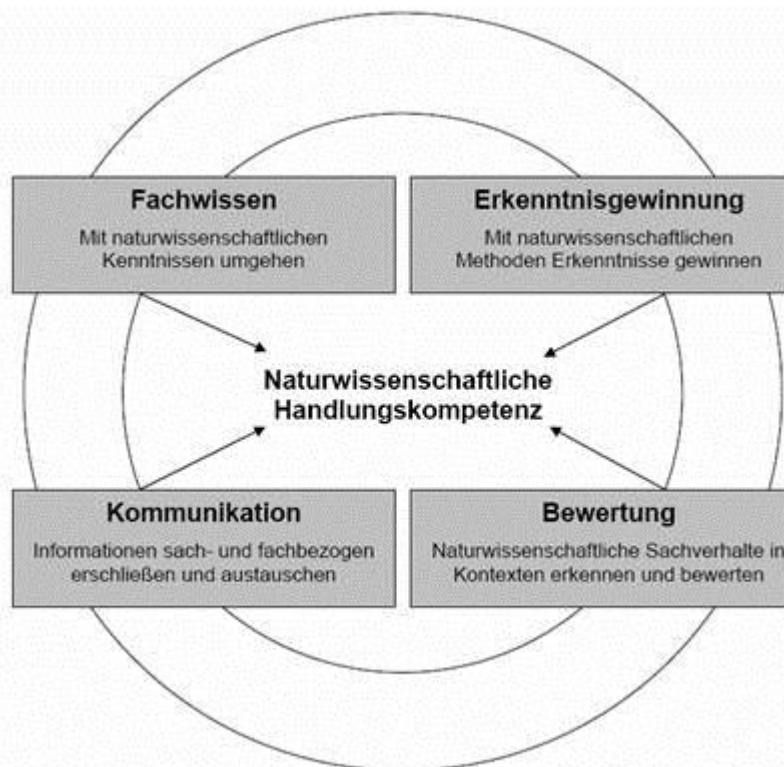 Fachwissen
Mit naturwissenschaftlichen
Kenntnissen umgehen
Erkenntnisgewinnung
Mit naturwissenschaftlichen
Methoden Erkenntnisse gewinnen
Naturwissenschaftliche
Handlungskompetenz
Kommunikation
Informationen sach- und fachbezogen
erschließen und austauschen
Bewertung
Naturwissenschaftliche Sachverhalte in
Kontexten erkennen und bewerten